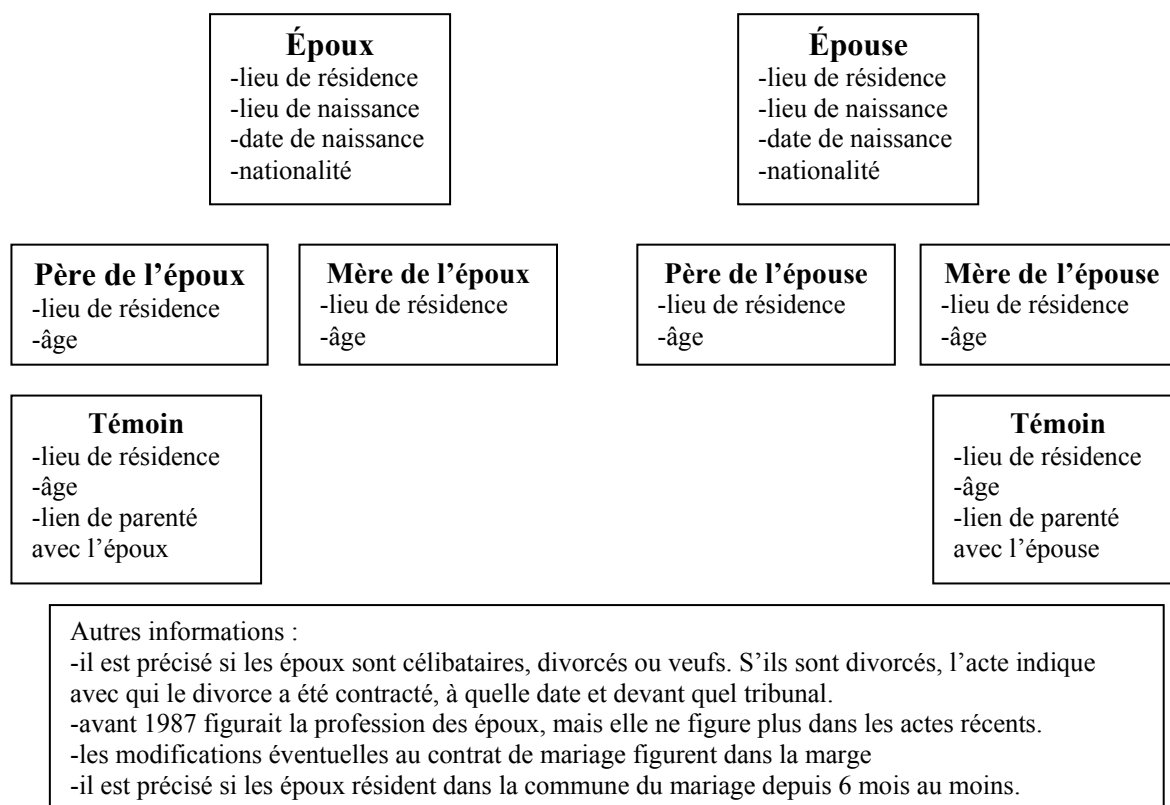 Époux
-lieu de résidence
-lieu de naissance
-date de naissance
-nationalité
Épouse
-lieu de résidence
-lieu de naissance
-date de naissance
-nationalité
Père de l’époux
-lieu de résidence
-âge
Mère de l’époux
-lieu de résidence
-âge
Père de l’épouse
-lieu de résidence
-âge
Mère de l’épouse
-lieu de résidence
-âge
Témoin
-lieu de résidence
-âge
-lien de parenté
avec l’époux
Témoin
-lieu de résidence
-âge
-lien de parenté
avec l’épouse
Autres informations :
-il est précisé si les époux sont célibataires, divorcés ou veufs. S’ils sont divorcés, l’acte indique
avec qui le divorce a été contracté, à quelle date et devant quel tribunal.
-avant 1987 figurait la profession des époux, mais elle ne figure plus dans les actes récents.
-les modifications éventuelles au contrat de mariage figurent dans la marge
-il est précisé si les époux résident dans la commune du mariage depuis 6 mois au moins.